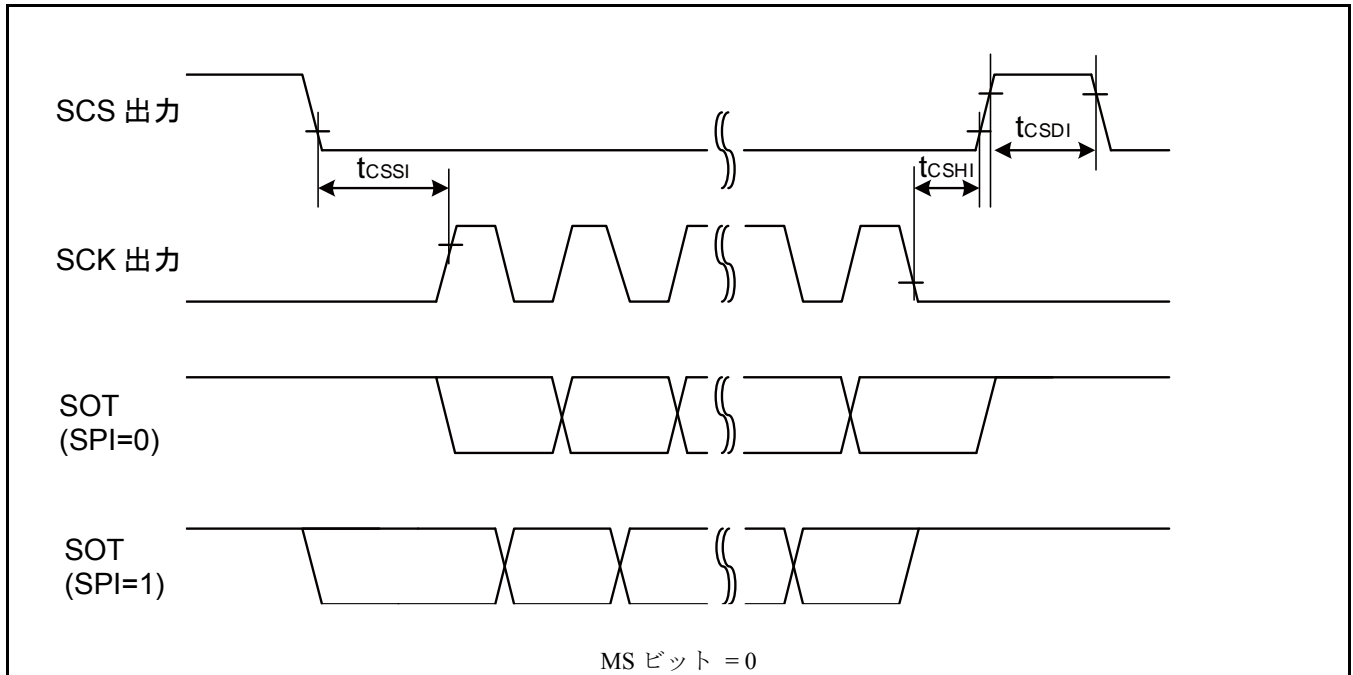 SCS 出力
tCSSI
tCSHI
tCSDI
SCK 出力
SOT
(SPI=0)
SOT
(SPI=1)
MS ビット = 0